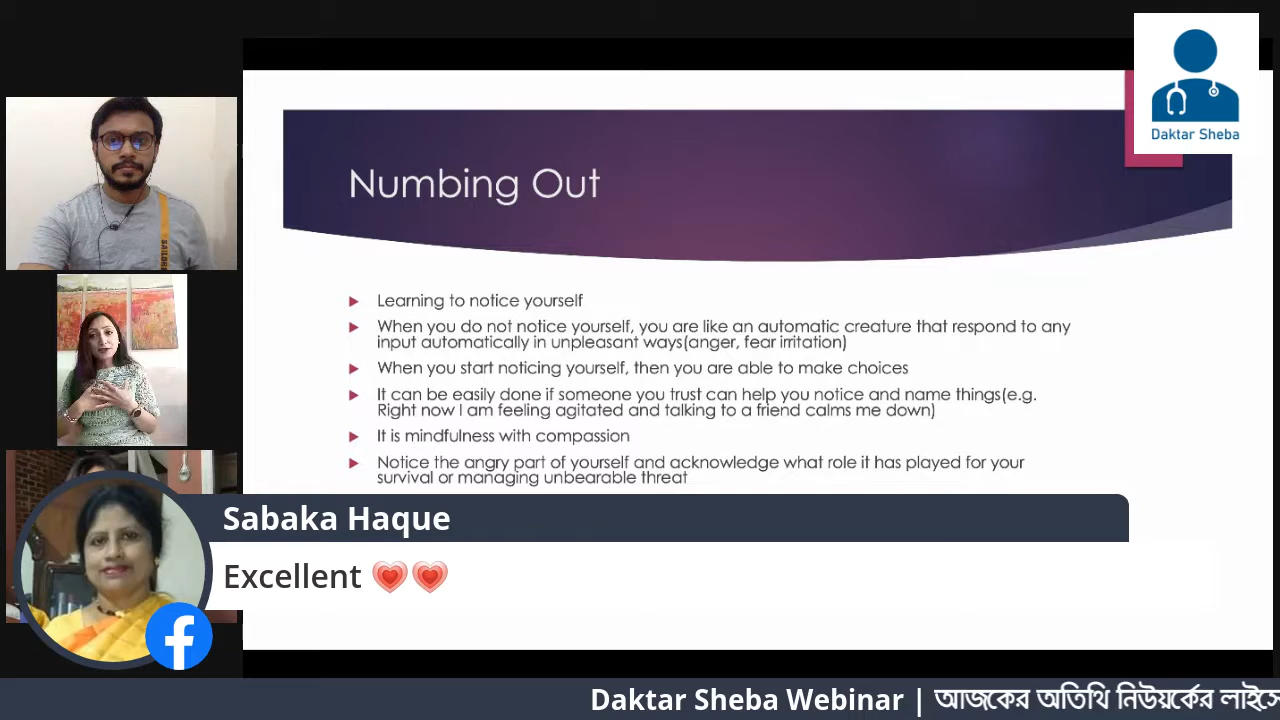 Daktar Sheba
Numbing Out
Learning to notice yourself
When you do not notice yourself, you are like an automatic creature that respond to any
input automatically in unpleasant ways(anger, fear irritation)
When you start noticing yourself, then you are able to make choices
It can be easily done if someone you trust can help you notice and name things(e.g.
Right now I am feeling agitated and talking to a friend calms me down)
It is mindfulness with compassion
Notice the angry part of yourself and acknowledge what role it has played for your
survival or managing unbearable threat
Sabaka Haque
Excellent 💗💗
Daktar Sheba Webinar | আজকের অতিথি নিউয়র্কের